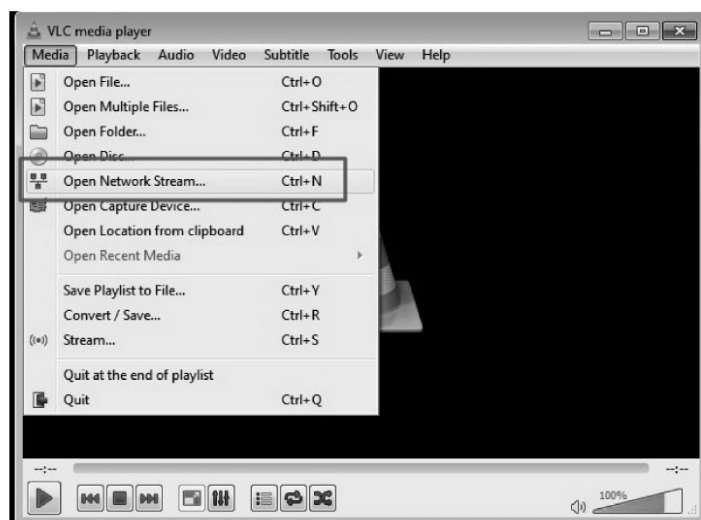 VLC media player
Media Playback Audio Video Subtitle Tools View Help
Open File... Ctrl+O
Open Multiple Files... Ctrl+Shift+O
Open Folder... Ctrl+F
Open Disc... Ctrl+D
Open Network Stream... Ctrl+N
Open Capture Device... Ctrl+C
Open Location from clipboard Ctrl+V
Open Recent Media
Save Playlist to File... Ctrl+Y
Convert / Save... Ctrl+R
Stream... Ctrl+S
Quit at the end of playlist
Quit Ctrl+Q
--:-- --:--
100%